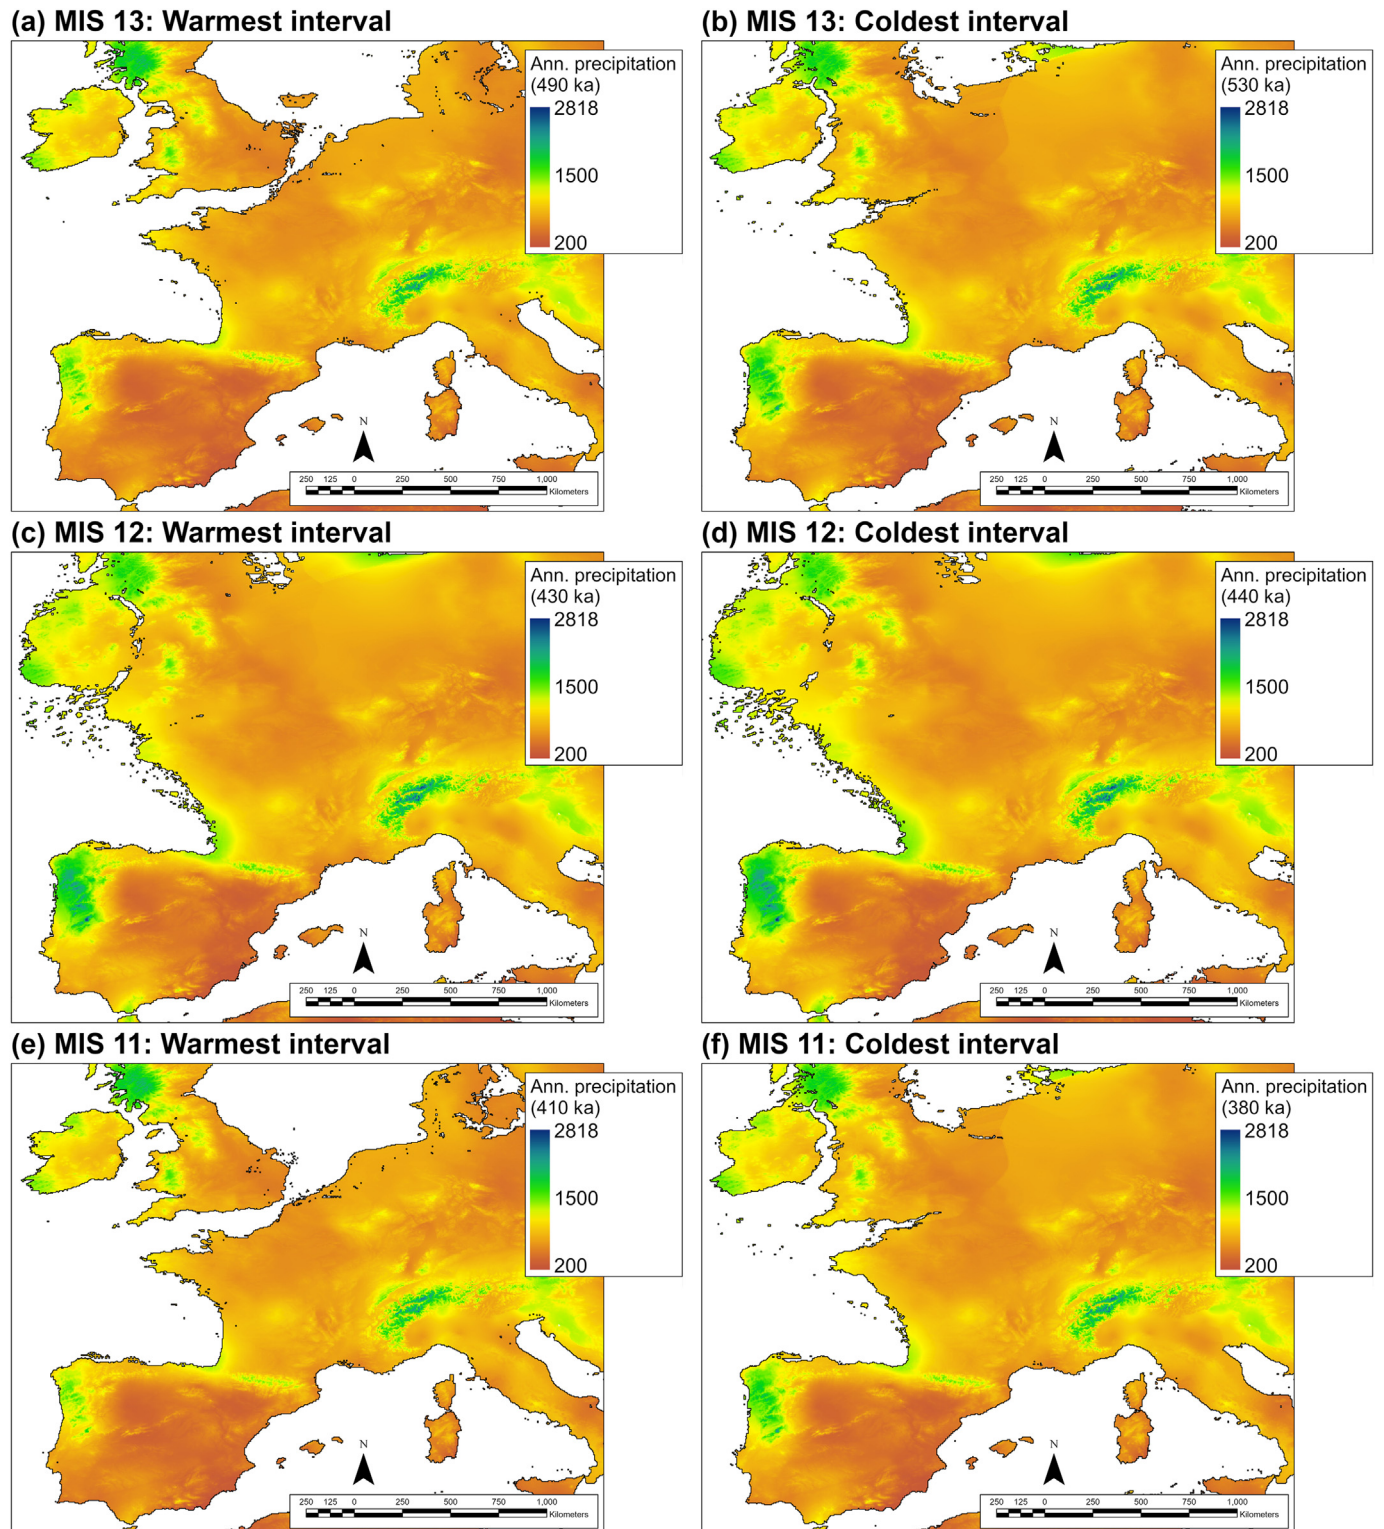 (a) MIS 13: Warmest interval
Ann. precipitation
(490 ka)
2818
1500
200
N
250 125 0 250 500 750 1,000
Kilometers
(b) MIS 13: Coldest interval
Ann. precipitation
(530 ka)
2818
1500
200
N
250 125 0 250 500 750 1,000
Kilometers
(c) MIS 12: Warmest interval
Ann. precipitation
(430 ka)
2818
1500
200
N
250 125 0 250 500 750 1,000
Kilometers
(d) MIS 12: Coldest interval
Ann. precipitation
(440 ka)
2818
1500
200
N
250 125 0 250 500 750 1,000
Kilometers
(e) MIS 11: Warmest interval
Ann. precipitation
(410 ka)
2818
1500
200
N
250 125 0 250 500 750 1,000
Kilometers
(f) MIS 11: Coldest interval
Ann. precipitation
(380 ka)
2818
1500
200
N
250 125 0 250 500 750 1,000
Kilometers